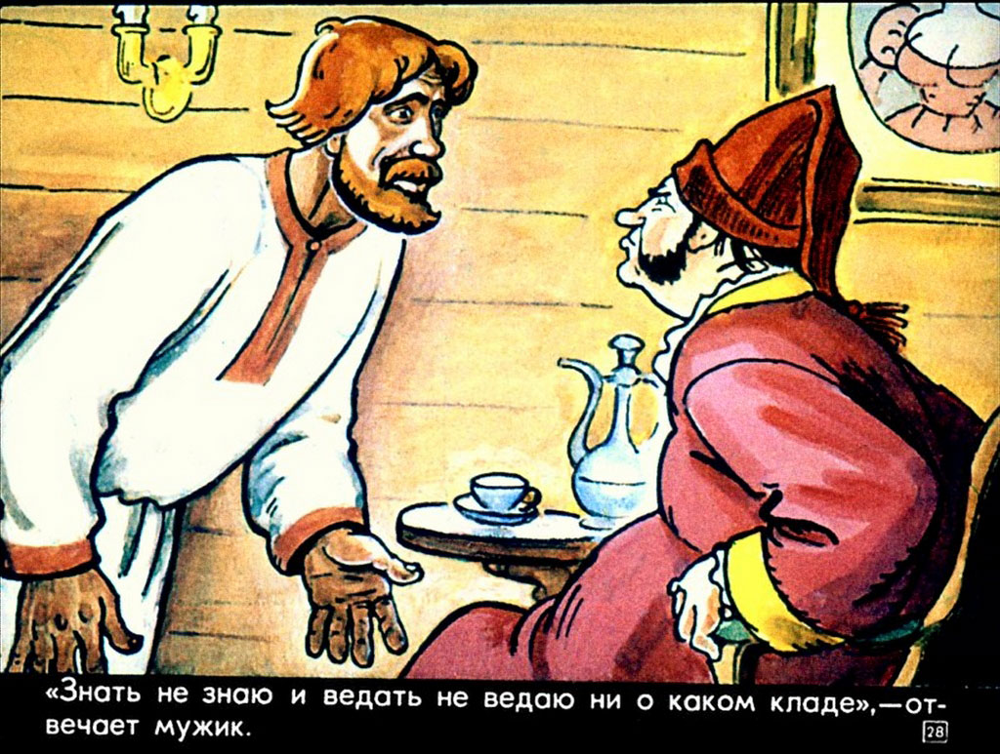 «Знать не знаю и ведать не ведаю ни о каком кладе»,—от-
вечает мужик.
28